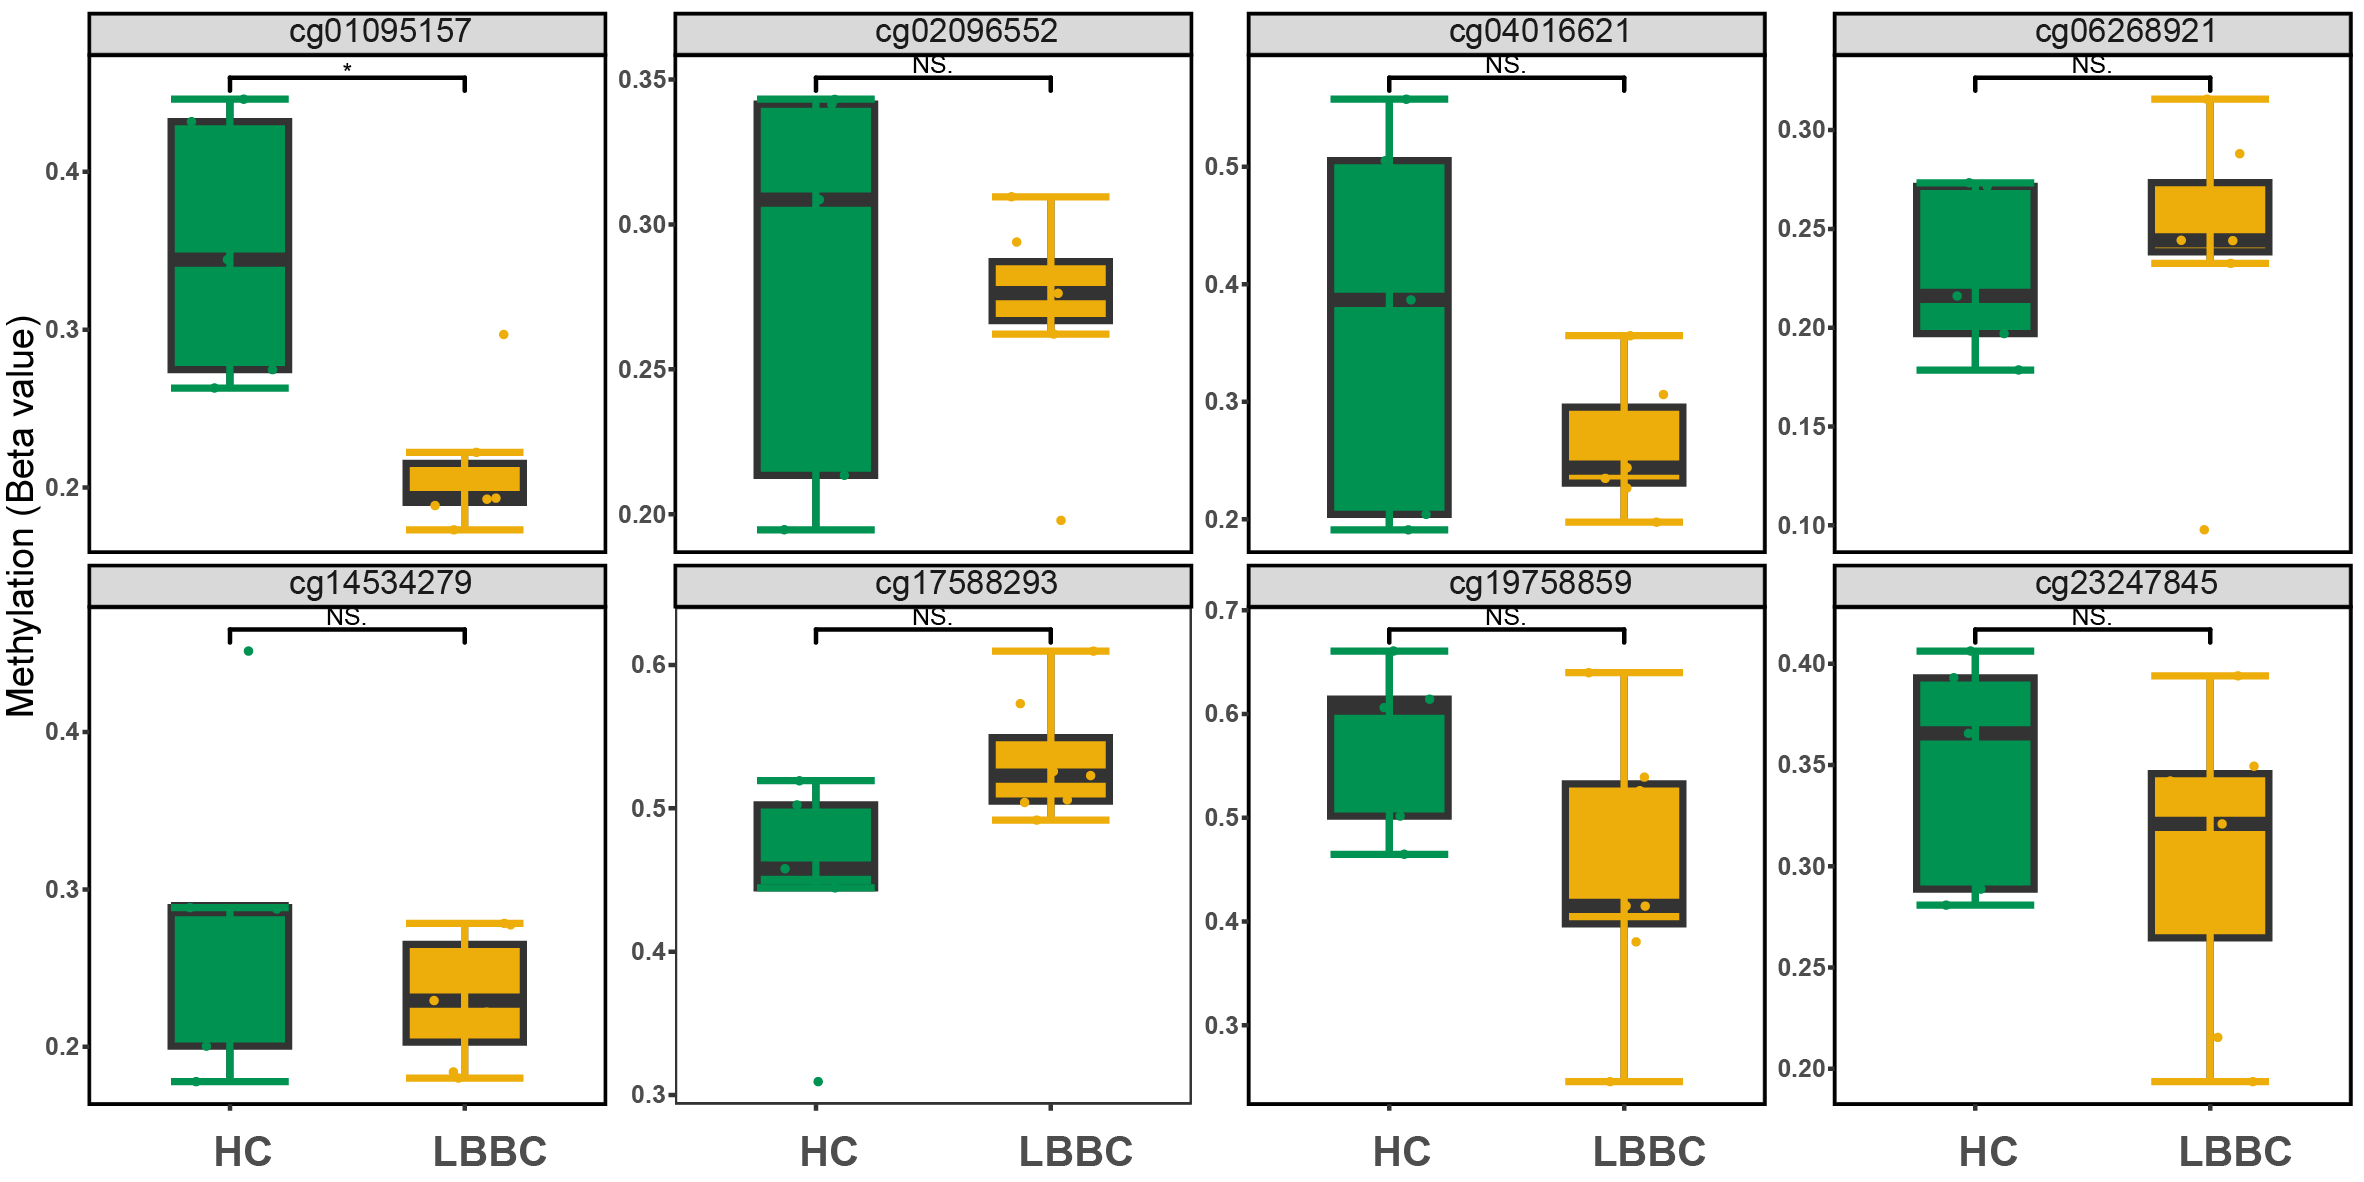 cg01095157 cg02096552 cg04016621 cg06268921
* NS. NS. NS.
0.4 0.3 0.2
0.35 0.30 0.25 0.20
0.5 0.4 0.3 0.2
0.30 0.25 0.20 0.15 0.10
Methylation (Beta value)
cg14534279 cg17588293 cg19758859 cg23247845
NS. NS. NS. NS.
0.4 0.3 0.2
0.6 0.5 0.4 0.3
0.7 0.6 0.5 0.4 0.3
0.40 0.35 0.30 0.25 0.20
HC LBBC HC LBBC HC LBBC HC LBBC